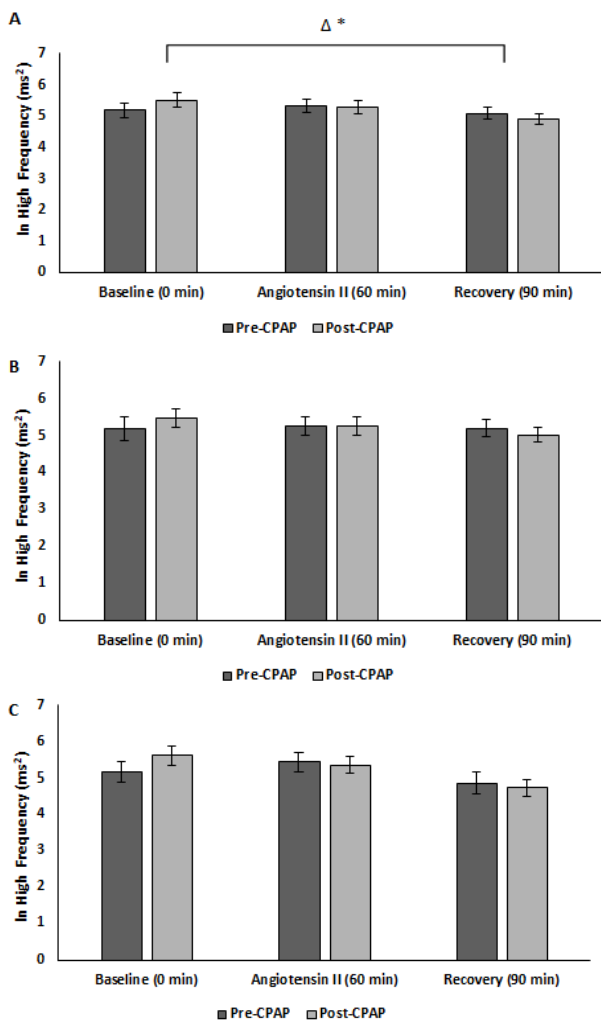 A
Δ *
ln High Frequency (ms²)
7
6
5
4
3
2
1
0
Baseline (0 min) Angiotensin II (60 min) Recovery (90 min)
Pre-CPAP Post-CPAP
B
ln High Frequency (ms²)
7
6
5
4
3
2
1
0
Baseline (0 min) Angiotensin II (60 min) Recovery (90 min)
Pre-CPAP Post-CPAP
C
ln High Frequency (ms²)
7
6
5
4
3
2
1
0
Baseline (0 min) Angiotensin II (60 min) Recovery (90 min)
Pre-CPAP Post-CPAP